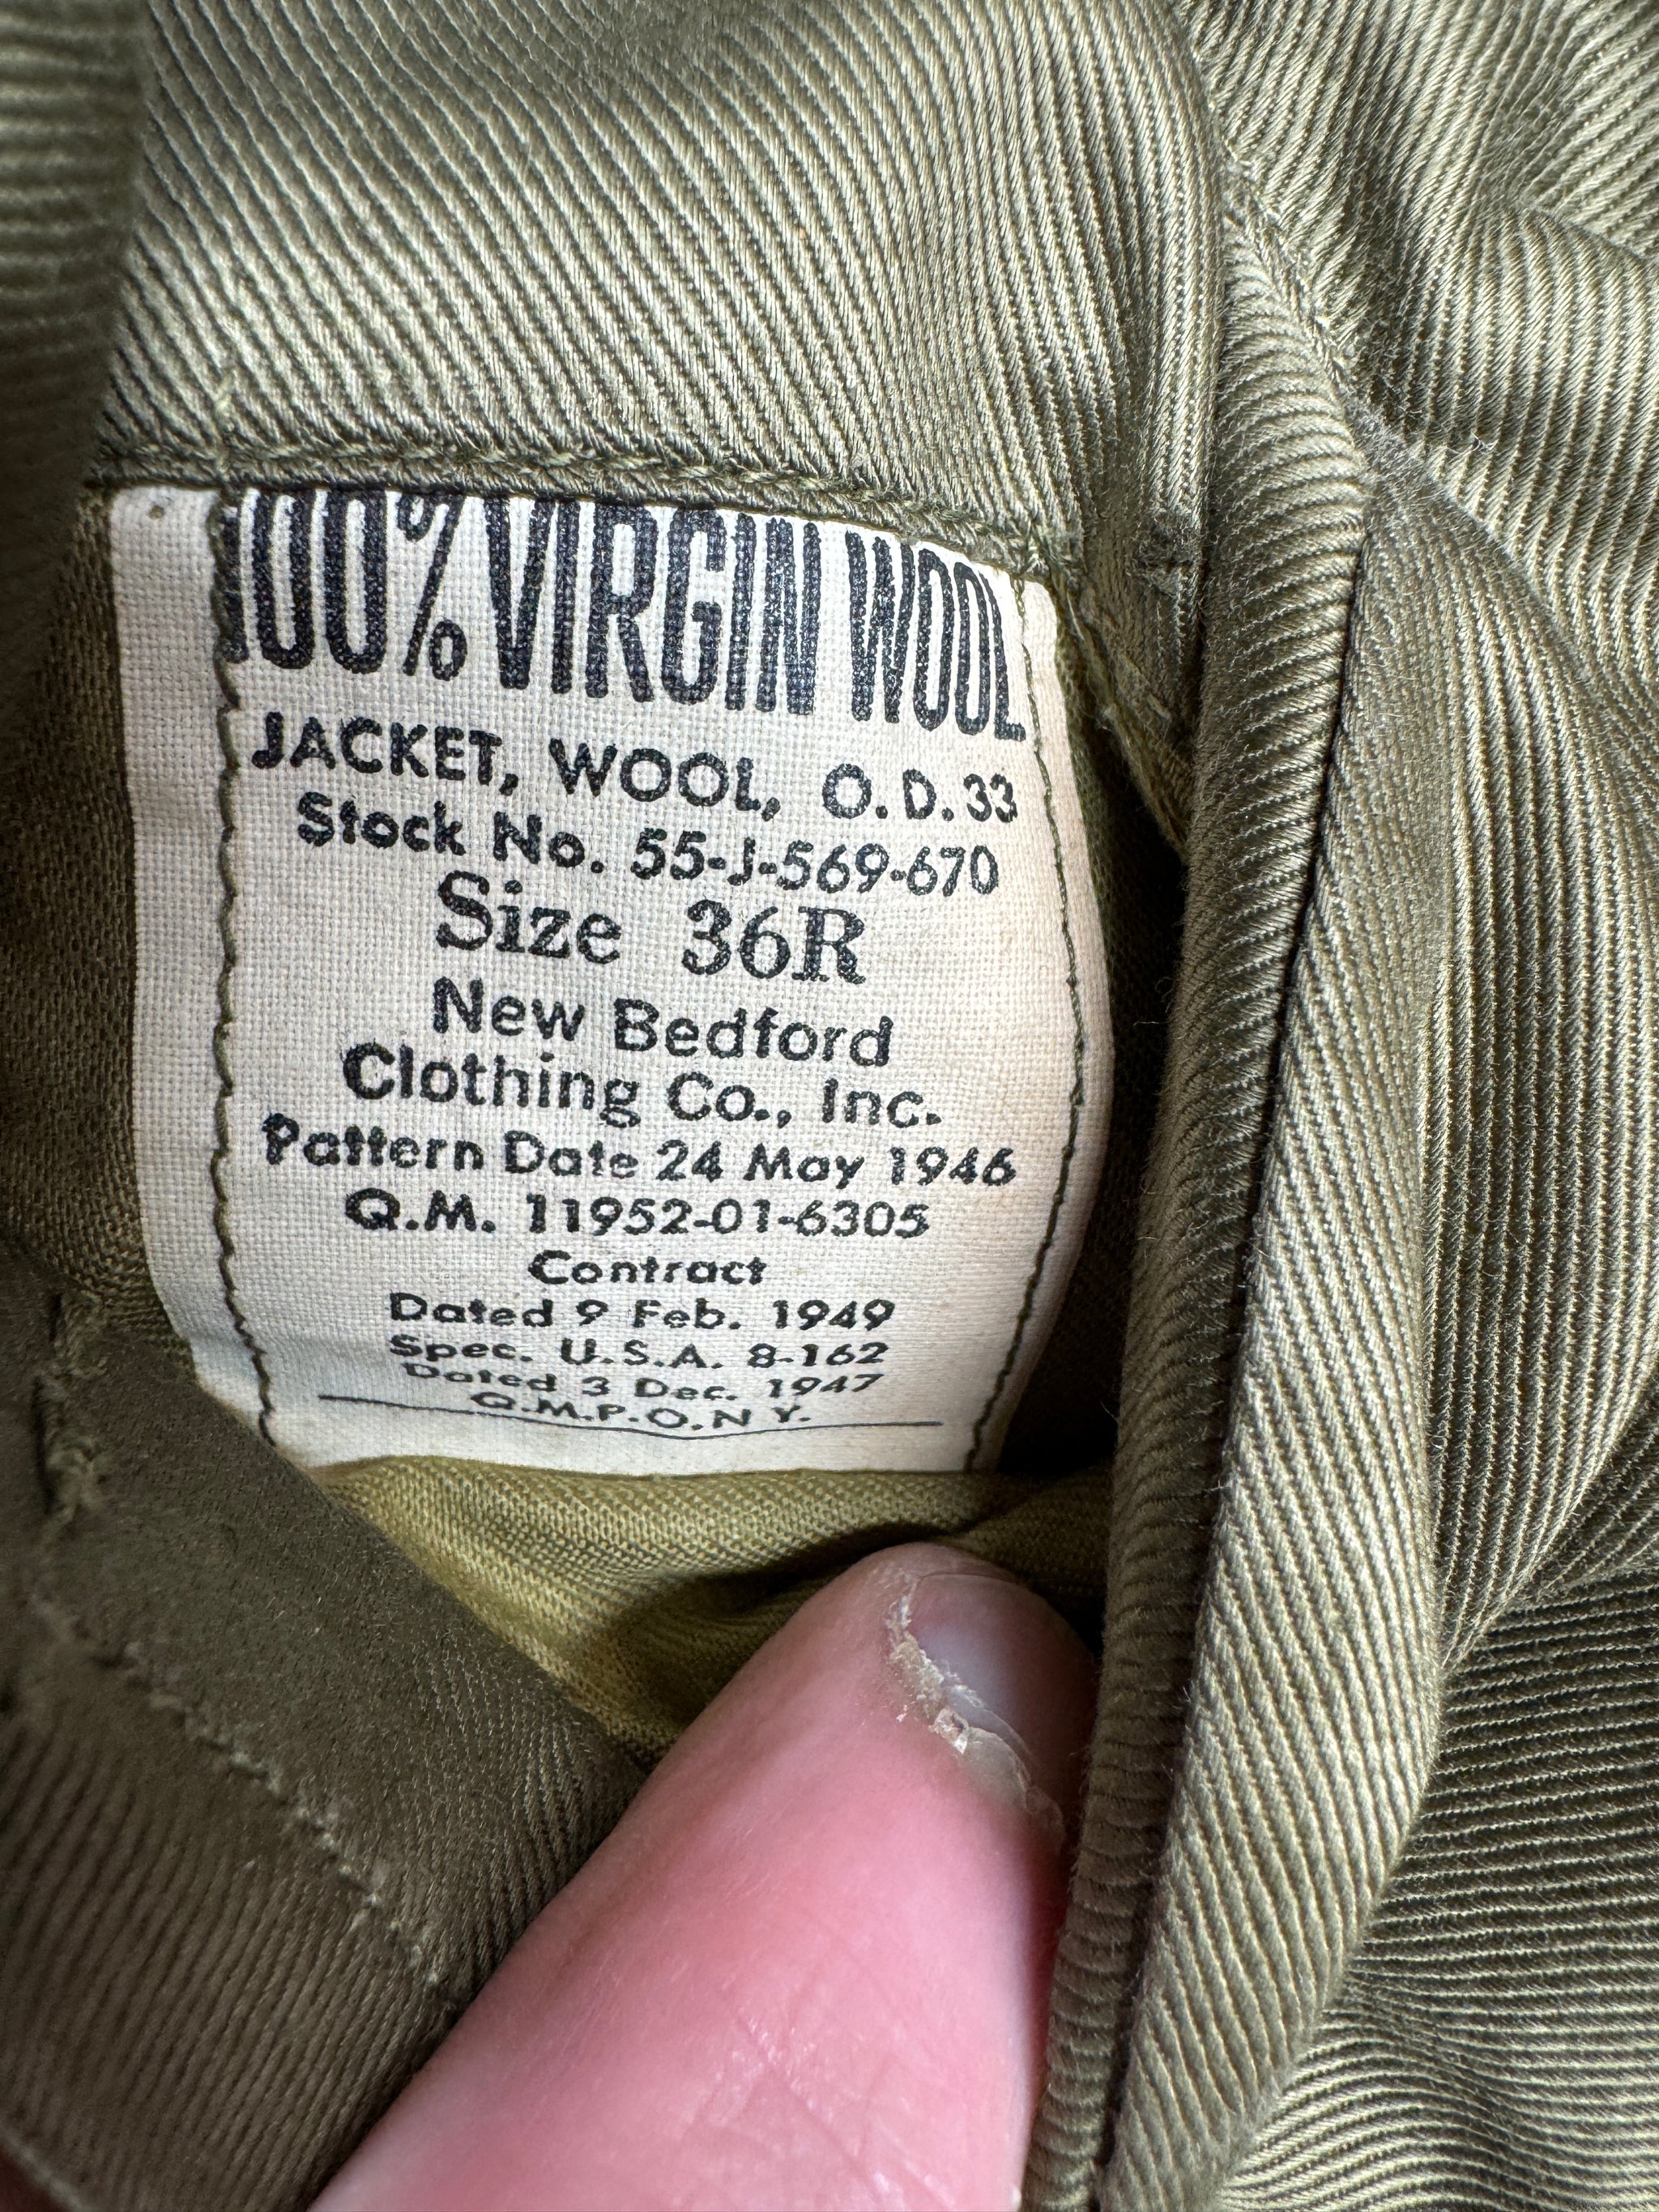 100% VIRGIN WOOL
JACKET, WOOL, O.D. 33
Stock No. 55-J-569-670
Size 36R
New Bedford
Clothing Co., Inc.
Pattern Date 24 May 1946
Q.M. 11952-01-6305
Contract
Dated 9 Feb. 1949
Spec. U.S.A. 8-162
Dated 3 Dec. 1947
Q.M.P.O.N Y.